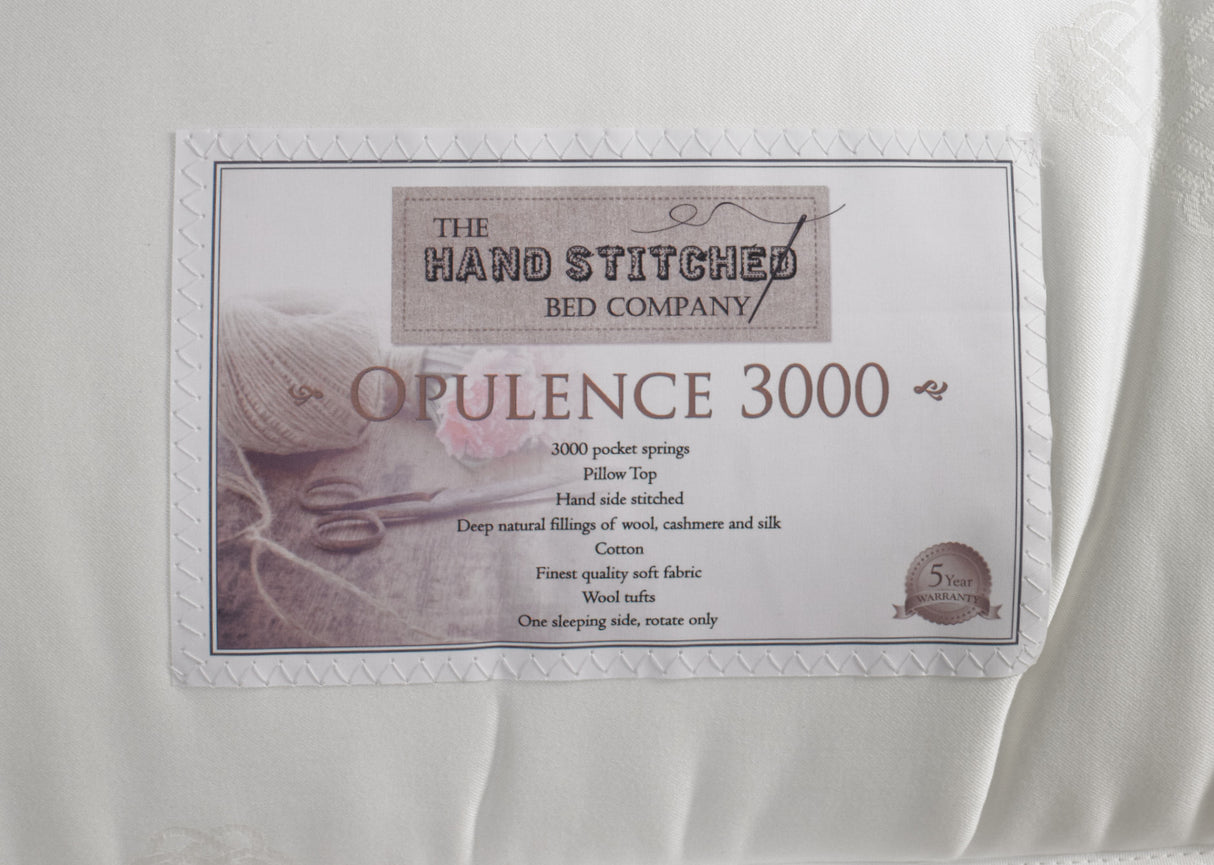 THE
HAND STITCHED
BED COMPANY
OPULENCE 3000
3000 pocket springs
Pillow Top
Hand side stitched
Deep natural fillings of wool, cashmere and silk
Cotton
Finest quality soft fabric
Wool tufts
One sleeping side, rotate only
5 Year
WARRANTY